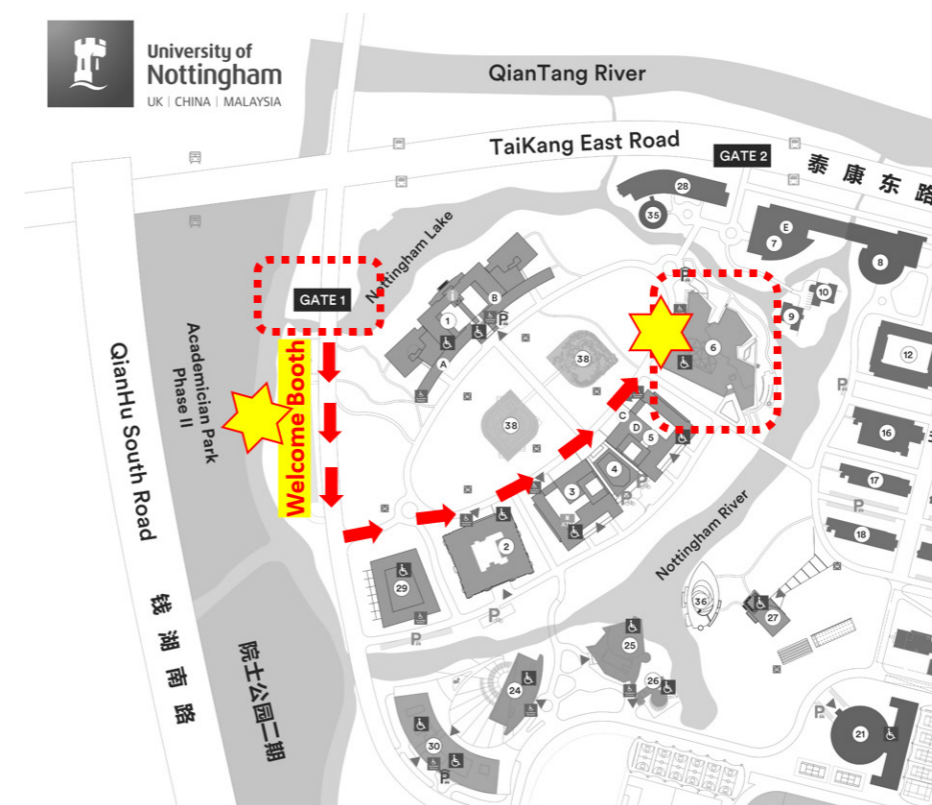 University of
Nottingham
UK | CHINA | MALAYSIA
QianTang River
TaiKang East Road
GATE 2
泰康东路
28
35
E
7
8
Nottingham Lake
GATE 1
10
9
B
1
A
P
6
12
38
38
Academician Park
Phase II
QianHu South Road
Welcome Booth
P
C
D
5
4
3
2
P
16
17
P
18
Nottingham River
29
P
P
36
27
25
26
24
30
P
P
21
钱湖南路
院士公园二期